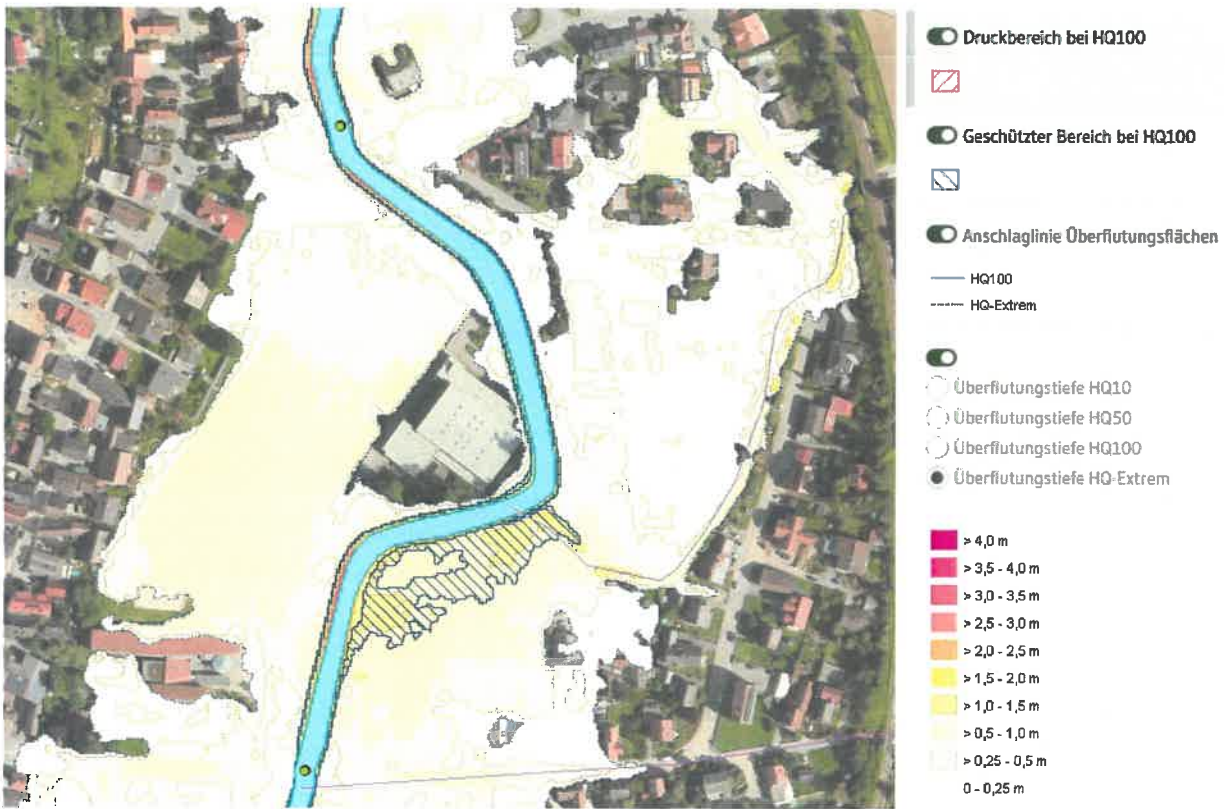 Druckbereich bei HQ100
Geschützter Bereich bei HQ100
Anschlaglinie Überflutungsflächen
HQ100
HQ-Extrem
Überflutungstiefe HQ10
Überflutungstiefe HQ50
Überflutungstiefe HQ100
Überflutungstiefe HQ-Extrem
> 4,0 m
> 3,5 - 4,0 m
> 3,0 - 3,5 m
> 2,5 - 3,0 m
> 2,0 - 2,5 m
> 1,5 - 2,0 m
> 1,0 - 1,5 m
> 0,5 - 1,0 m
> 0,25 - 0,5 m
0 - 0,25 m